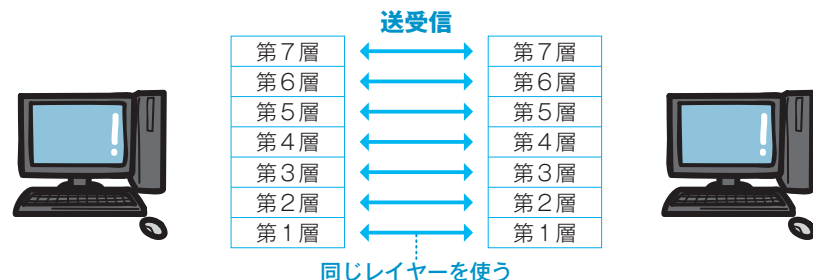 送受信
第7層 第7層
第6層 第6層
第5層 第5層
第4層 第4層
第3層 第3層
第2層 第2層
第1層 第1層
同じレイヤーを使う